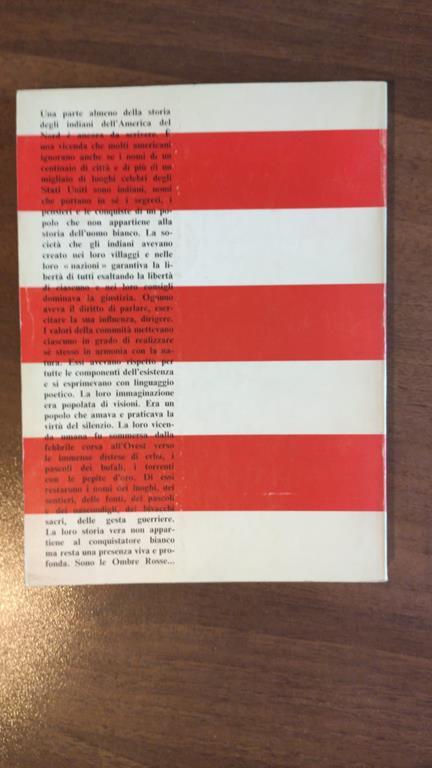 Una parte almeno della storia
degli indiani dell'America del
Nord è ancora da scrivere. È
una vicenda che molti americani
ignorano anche se i nomi di un
centinaio di città e di più di un
migliaio di luoghi celebri degli
Stati Uniti sono indiani, nomi
che portano in sé i segreti, i
pensieri e le conquiste di un po-
polo che non appartiene alla
storia dell'uomo bianco. La so-
cietà che gli indiani avevano
creato nei loro villaggi e nelle
loro «nazioni» garantiva la li-
bertà di tutti esaltando la libertà
di ciascuno e nei loro consigli
dominava la giustizia. Ognuno
aveva il diritto di parlare, eser-
citare la sua influenza, dirigere.
I valori della comunità mettevano
ciascuno in grado di realizzare
sé stesso in armonia con la na-
tura. Essi avevano rispetto per
tutte le componenti dell'esistenza
e si esprimevano con linguaggio
poetico. La loro immaginazione
era popolata di visioni. Era un
popolo che amava e praticava la
virtù del silenzio. La loro vicen-
da umana fu sommersa dalla
febbrile corsa all'Ovest verso
le immense distese di erba, i
pascoli dei bufali, i torrenti
con le pepite d'oro. Di essi
restarono i nomi dei luoghi, dei
sentieri, delle fonti, dei pascoli
e dei nascondigli, dei bivacchi
sacri, delle gesta guerriere.
La loro storia vera non appar-
tiene al conquistatore bianco
ma resta una presenza viva e pro-
fonda. Sono le Ombre Rosse...